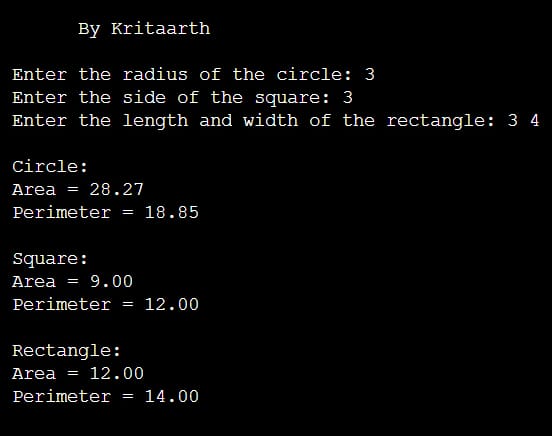 By Kritaarth
Enter the radius of the circle: 3
Enter the side of the square: 3
Enter the length and width of the rectangle: 3 4
Circle:
Area = 28.27
Perimeter = 18.85
Square:
Area = 9.00
Perimeter = 12.00
Rectangle:
Area = 12.00
Perimeter = 14.00